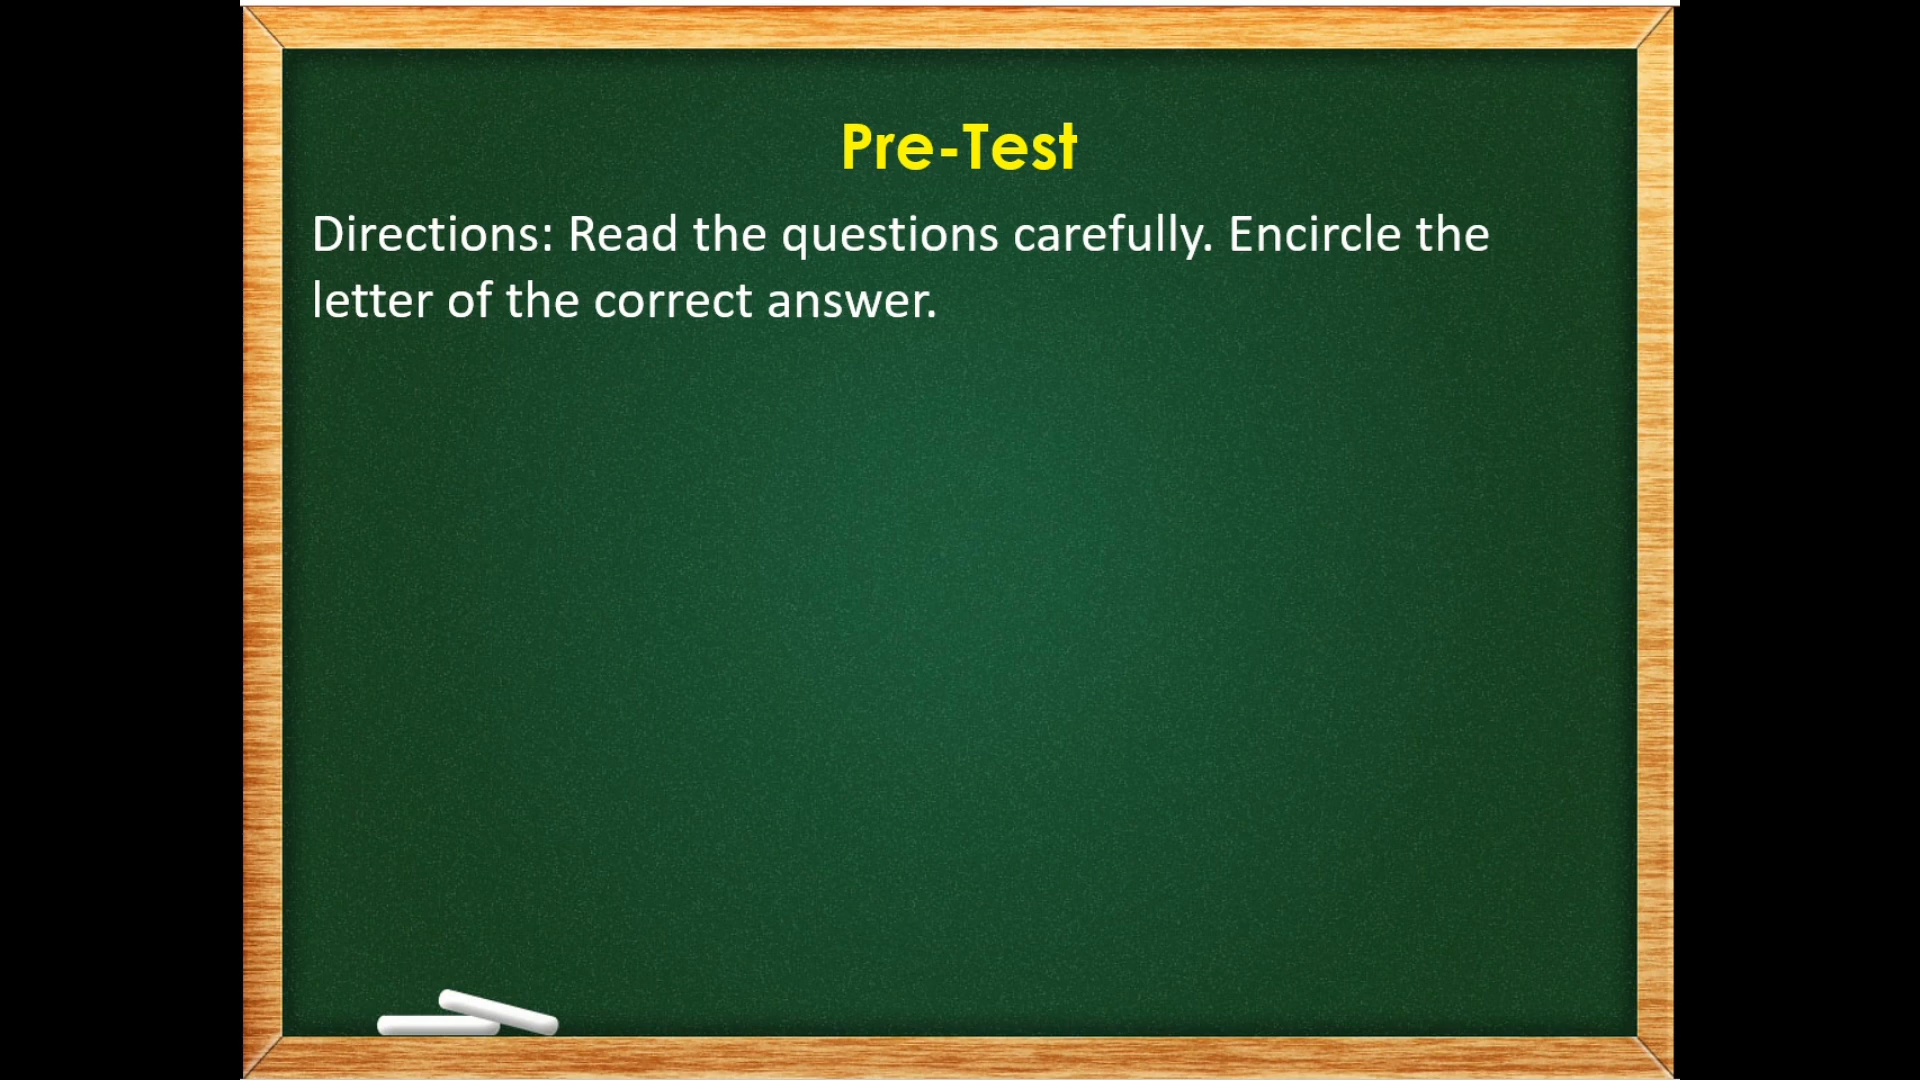 Pre-Test
Directions: Read the questions carefully. Encircle the
letter of the correct answer.